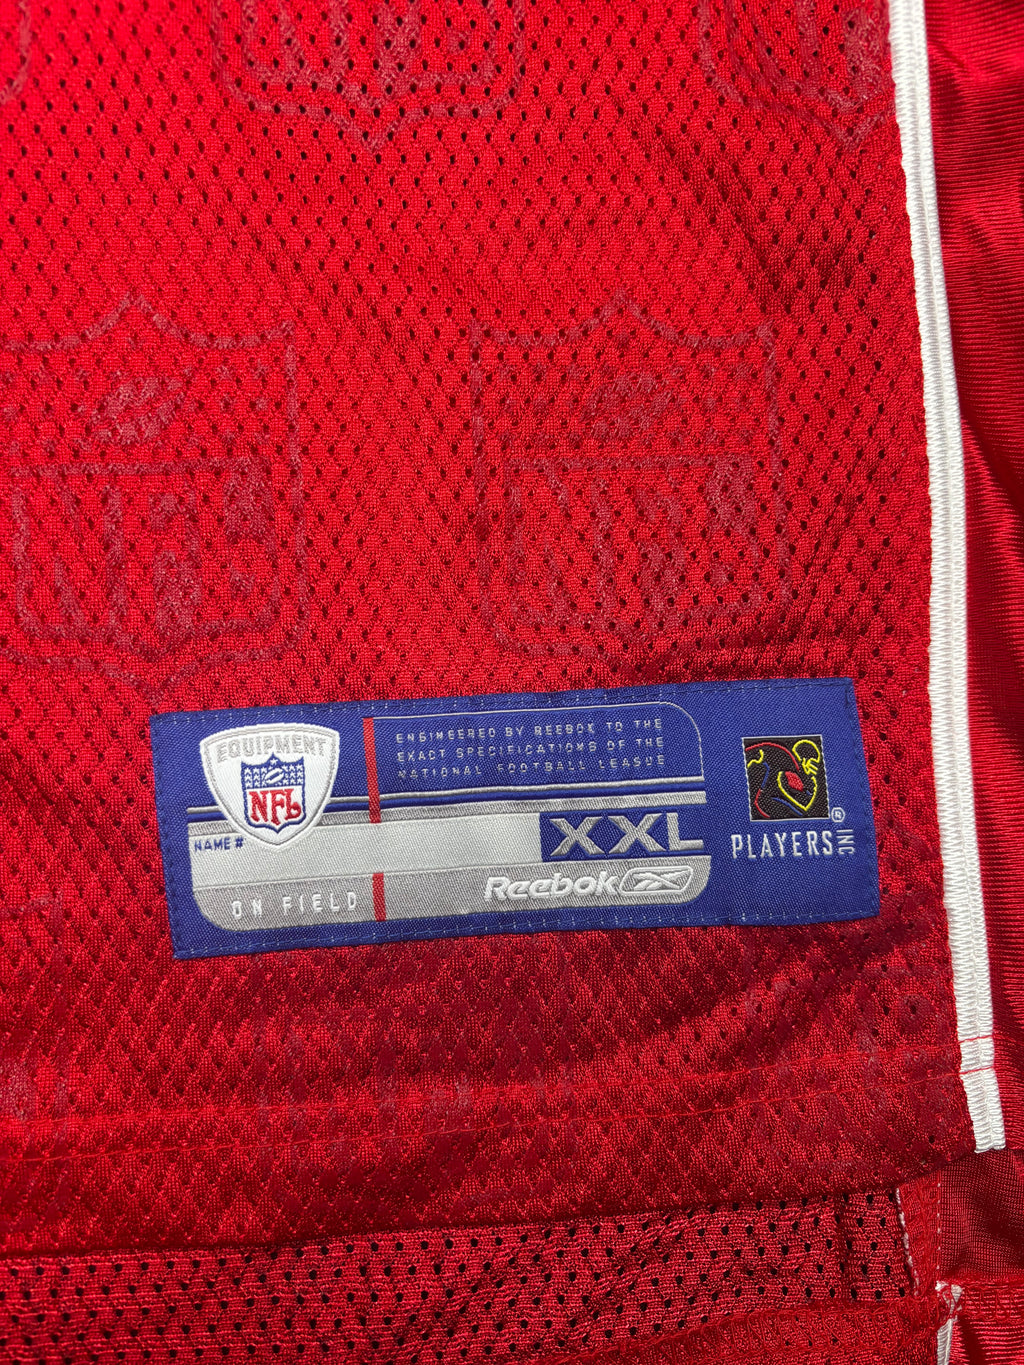 EQUIPMENT
NFL
ENGINEERED BY REEBOK TO THE
EXACT SPECIFICATIONS OF THE
NATIONAL FOOTBALL LEAGUE
NAME #
XXL
ON FIELD
Reebok
PLAYERS INC
®